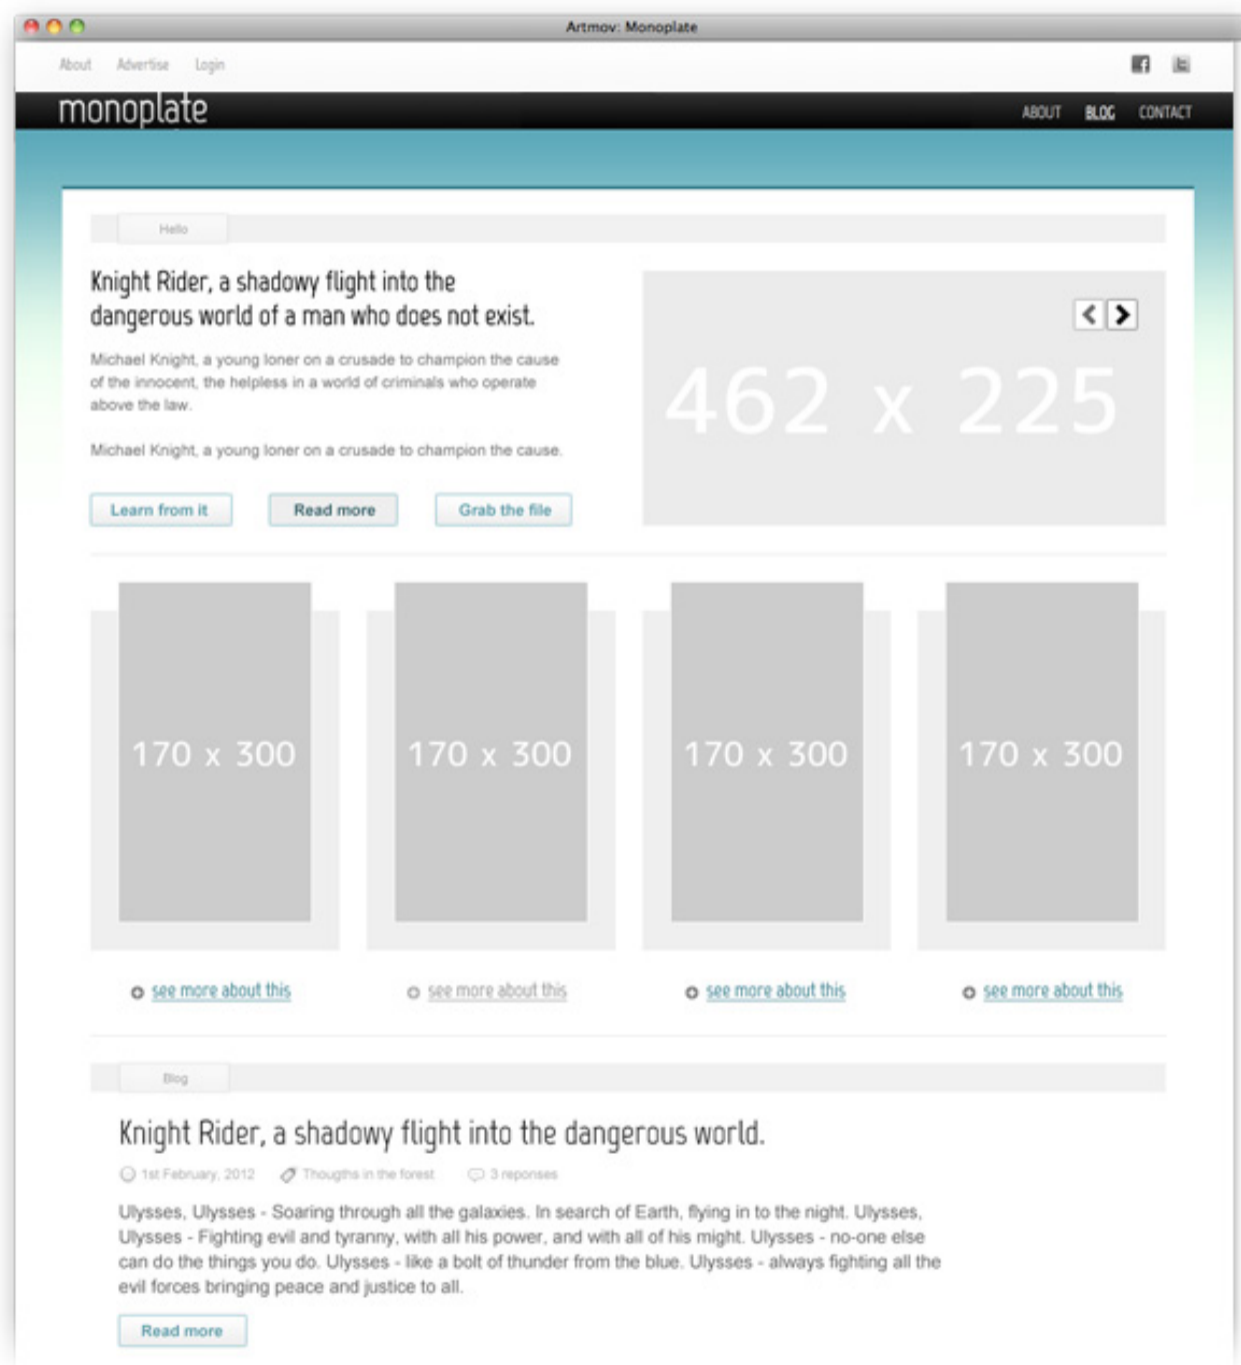 Artmov: Monoplate
About Advertise Login
monoplate
ABOUT BLOG CONTACT
Hello
Knight Rider, a shadowy flight into the
dangerous world of a man who does not exist.
Michael Knight, a young loner on a crusade to champion the cause
of the innocent, the helpless in a world of criminals who operate
above the law.
Michael Knight, a young loner on a crusade to champion the cause.
Learn from it Read more Grab the file
462 x 225
170 x 300 170 x 300 170 x 300 170 x 300
see more about this see more about this see more about this see more about this
Blog
Knight Rider, a shadowy flight into the dangerous world.
1st February, 2012 Thougths in the forest 3 reponses
Ulysses, Ulysses - Soaring through all the galaxies. In search of Earth, flying in to the night. Ulysses,
Ulysses - Fighting evil and tyranny, with all his power, and with all of his might. Ulysses - no-one else
can do the things you do. Ulysses - like a bolt of thunder from the blue. Ulysses - always fighting all the
evil forces bringing peace and justice to all.
Read more